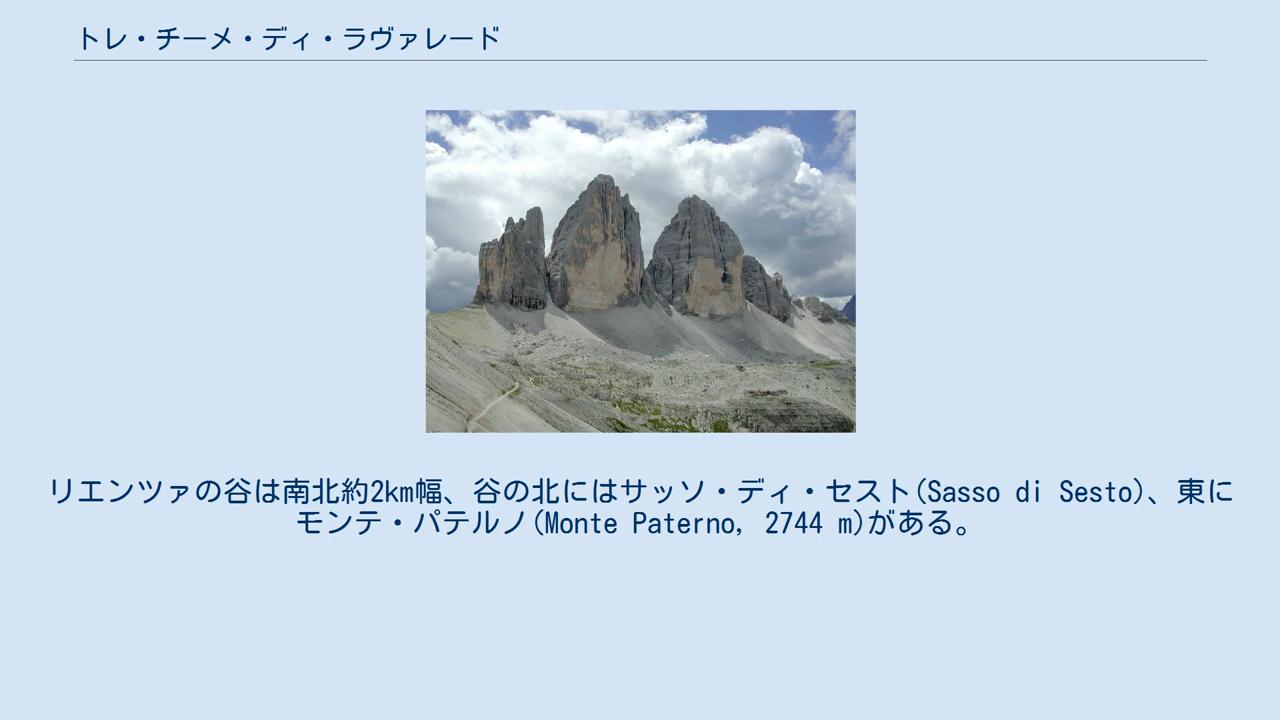 トレ・チーメ・ディ・ラヴァレード
リエンツァの谷は南北約2km幅、谷の北にはサッソ・ディ・セスト(Sasso di Sesto)、東に
モンテ・パテルノ(Monte Paterno, 2744 m)がある。